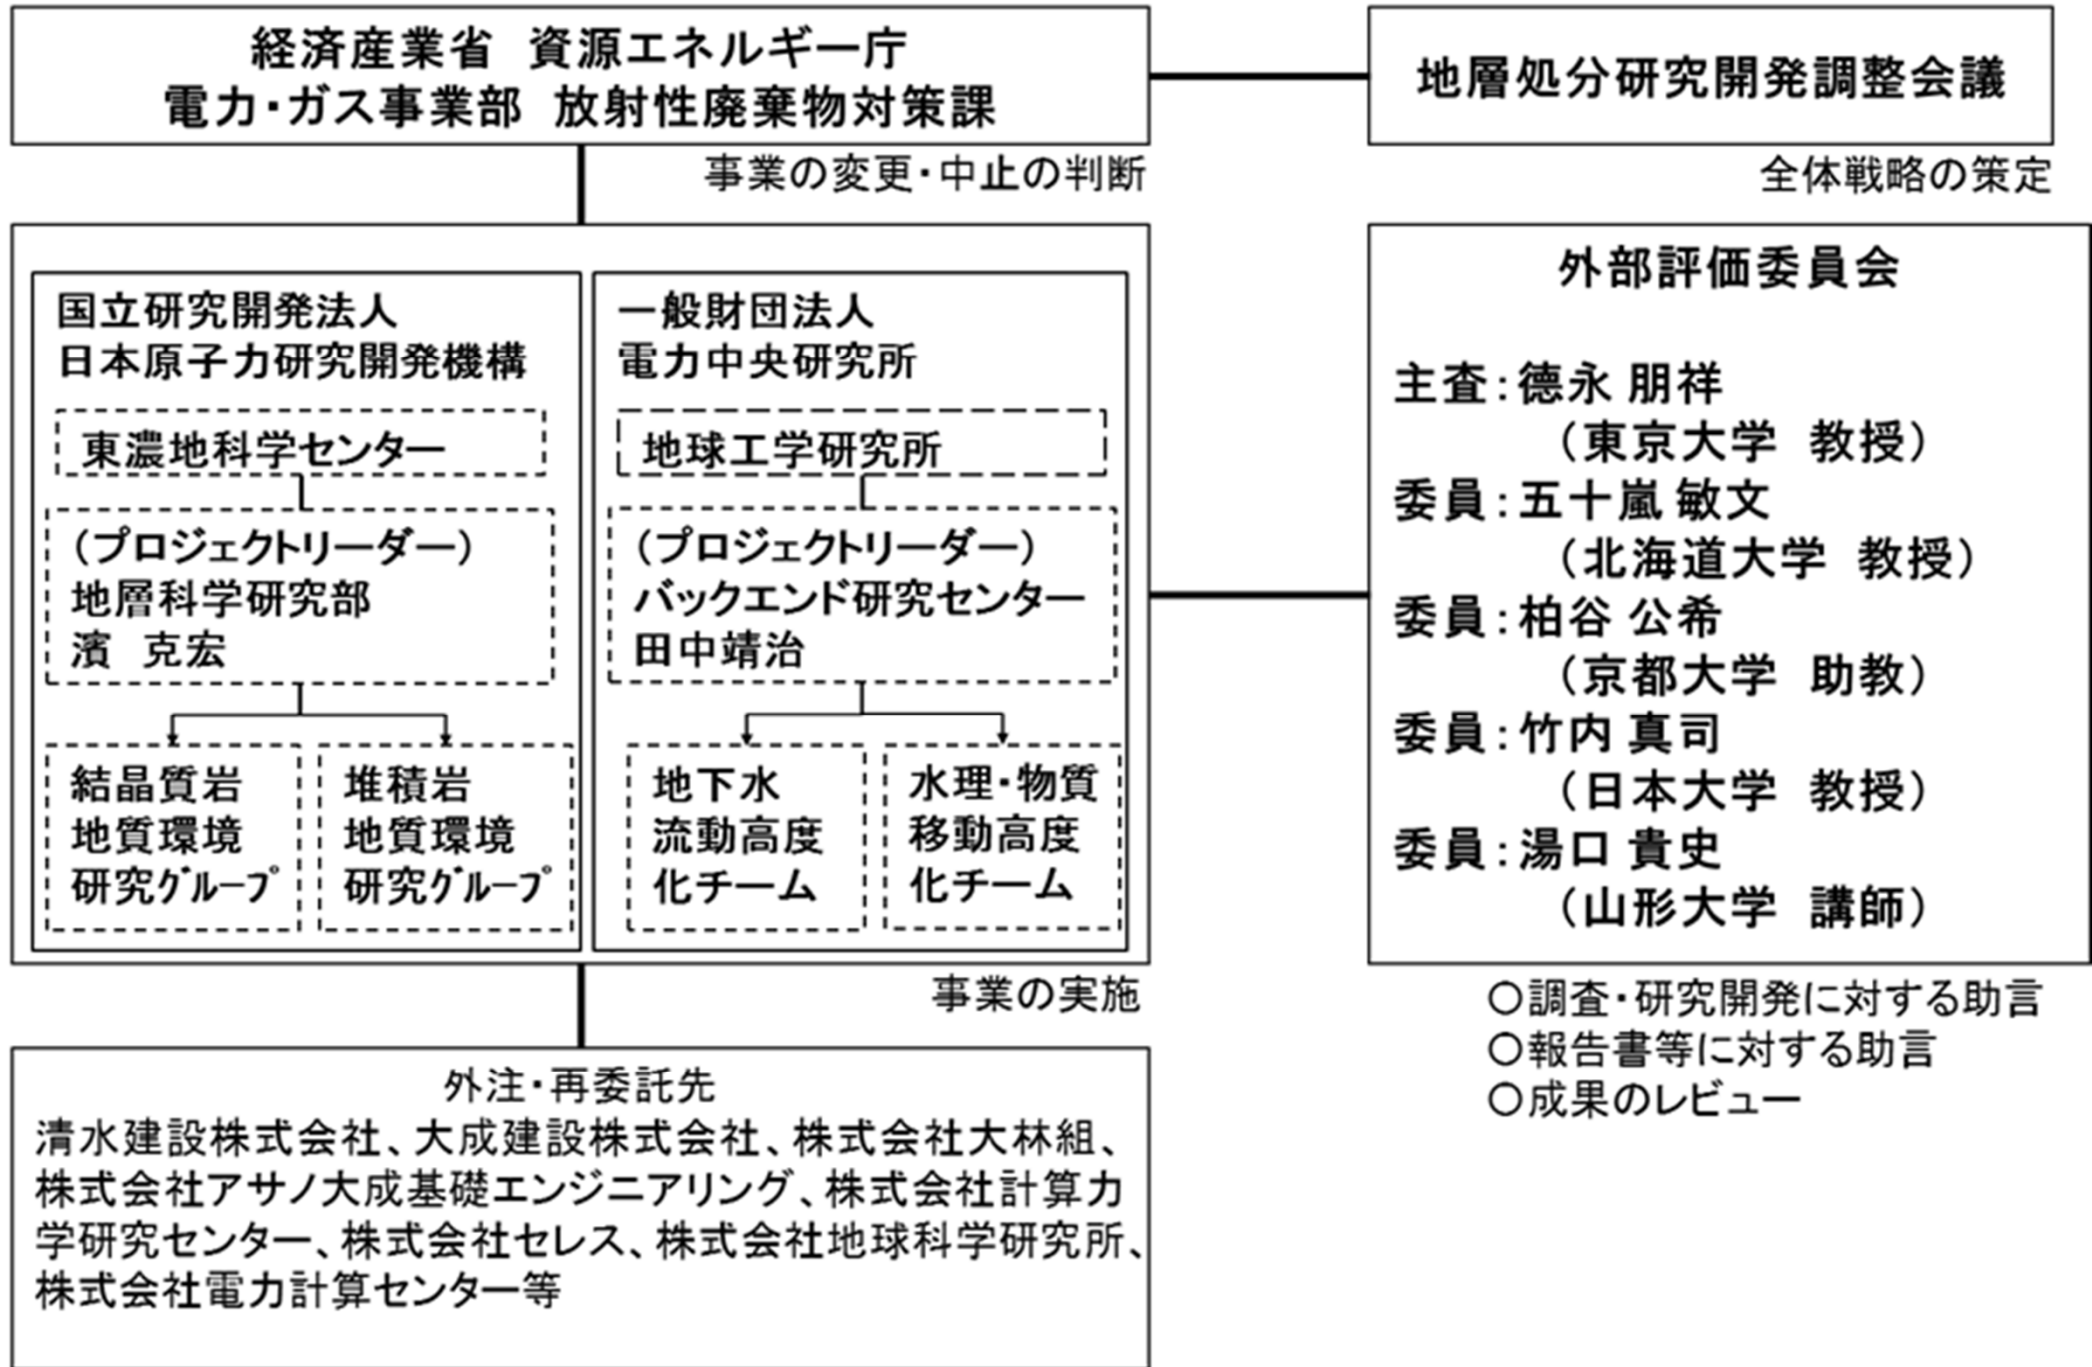 経済産業省　資源エネルギー庁
電力・ガス事業部　放射性廃棄物対策課
地層処分研究開発調整会議
事業の変更・中止の判断
全体戦略の策定
国立研究開発法人
日本原子力研究開発機構
東濃地科学センター
（プロジェクトリーダー）
地層科学研究部
濱　克宏
結晶質岩
地質環境
研究ｸﾞﾙｰﾌﾟ
堆積岩
地質環境
研究ｸﾞﾙｰﾌﾟ
一般財団法人
電力中央研究所
地球工学研究所
（プロジェクトリーダー）
バックエンド研究センター
田中靖治
地下水
流動高度
化チーム
水理・物質
移動高度
化チーム
事業の実施
外部評価委員会
主査：徳永 朋祥
（東京大学　教授）
委員：五十嵐 敏文
（北海道大学　教授）
委員：柏谷 公希
（京都大学　助教）
委員：竹内 真司
（日本大学　教授）
委員：湯口 貴史
（山形大学　講師）
○調査・研究開発に対する助言
○報告書等に対する助言
○成果のレビュー
外注・再委託先
清水建設株式会社、大成建設株式会社、株式会社大林組、
株式会社アサノ大成基礎エンジニアリング、株式会社計算力
学研究センター、株式会社セレス、株式会社地球科学研究所、
株式会社電力計算センター等